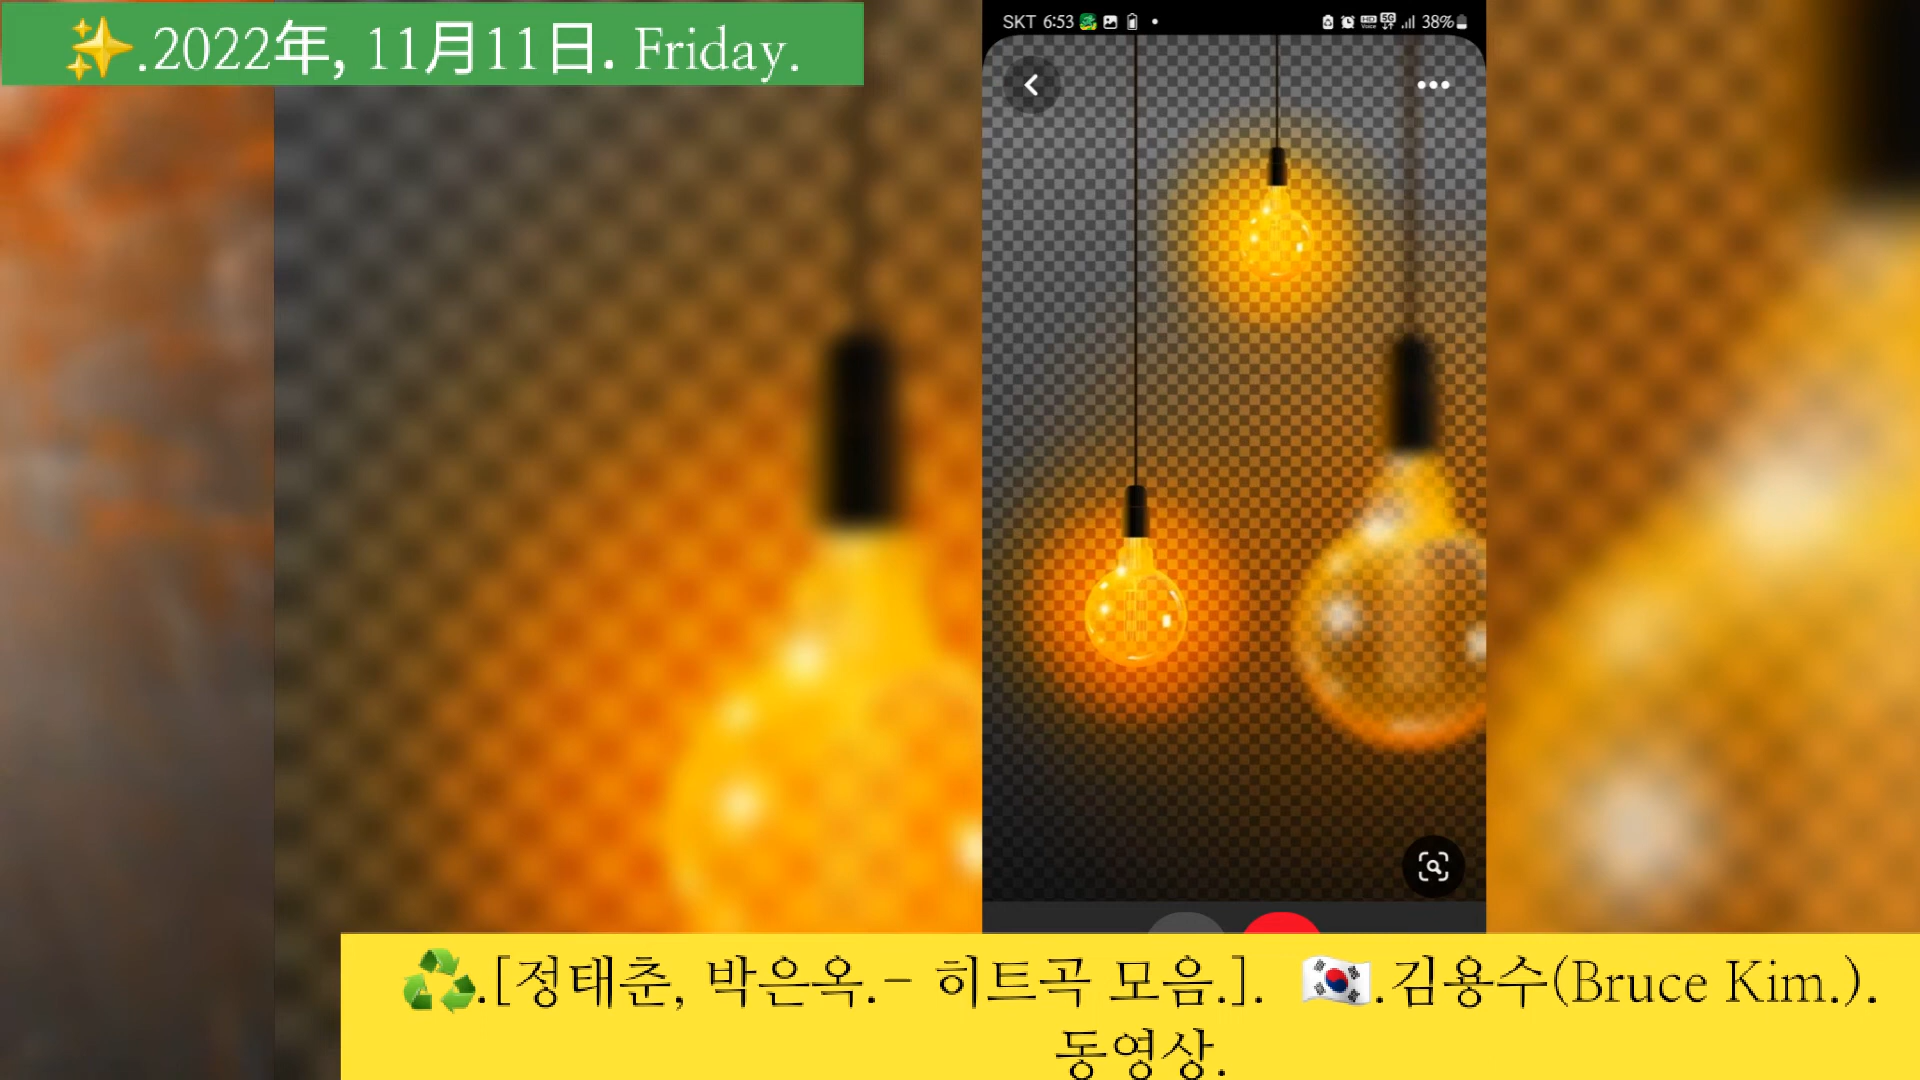 ✨.2022年, 11月11日. Friday.
SKT 6:53
5G 38%
♻️.[정태춘, 박은옥.- 히트곡 모음.]. 🇰🇷.김용수(Bruce Kim.).
동영상.